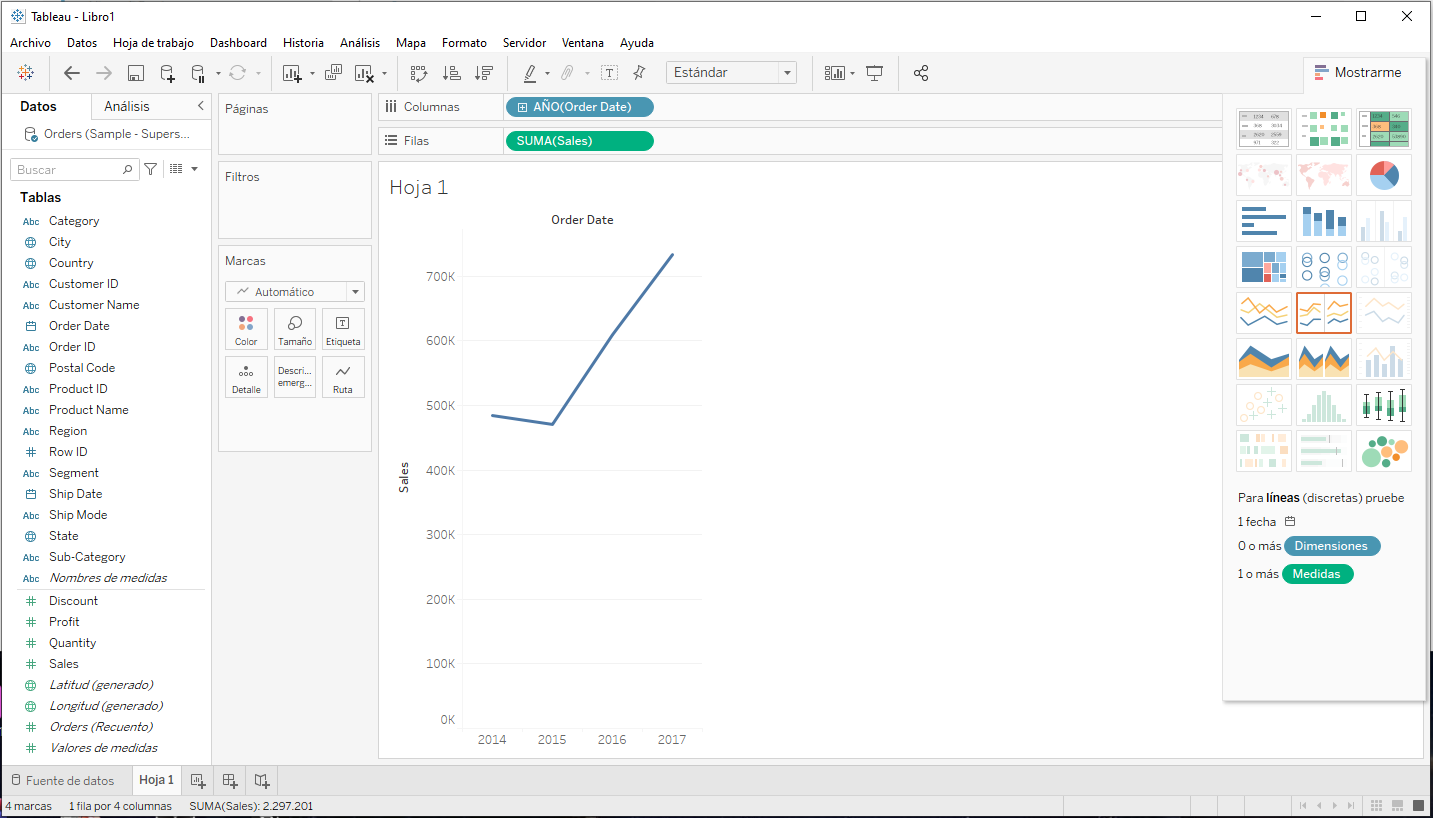 Tableau - Libro1
Archivo Datos Hoja de trabajo Dashboard Historia Análisis Mapa Formato Servidor Ventana Ayuda
Estándar
Mostrarme
Datos Análisis
Orders (Sample - Supers...
Buscar
Tablas
Abc Category
City
Country
Abc Customer ID
Abc Customer Name
Order Date
Abc Order ID
Postal Code
Abc Product ID
Abc Product Name
Abc Region
Row ID
Abc Segment
Ship Date
Abc Ship Mode
State
Abc Sub-Category
Abc Nombres de medidas
Discount
Profit
Quantity
Sales
Latitud (generado)
Longitud (generado)
Orders (Recuento)
Valores de medidas
Páginas
Filtros
Marcas
Automático
Color Tamaño Etiqueta
Detalle Descri... emerg... Ruta
Columnas AÑO(Order Date)
Filas SUMA(Sales)
Hoja 1
Order Date
Sales
700K
600K
500K
400K
300K
200K
100K
0K
2014 2015 2016 2017
Para líneas (discretas) pruebe
1 fecha
0 o más Dimensiones
1 o más Medidas
Fuente de datos Hoja 1
4 marcas 1 fila por 4 columnas SUMA(Sales): 2.297.201